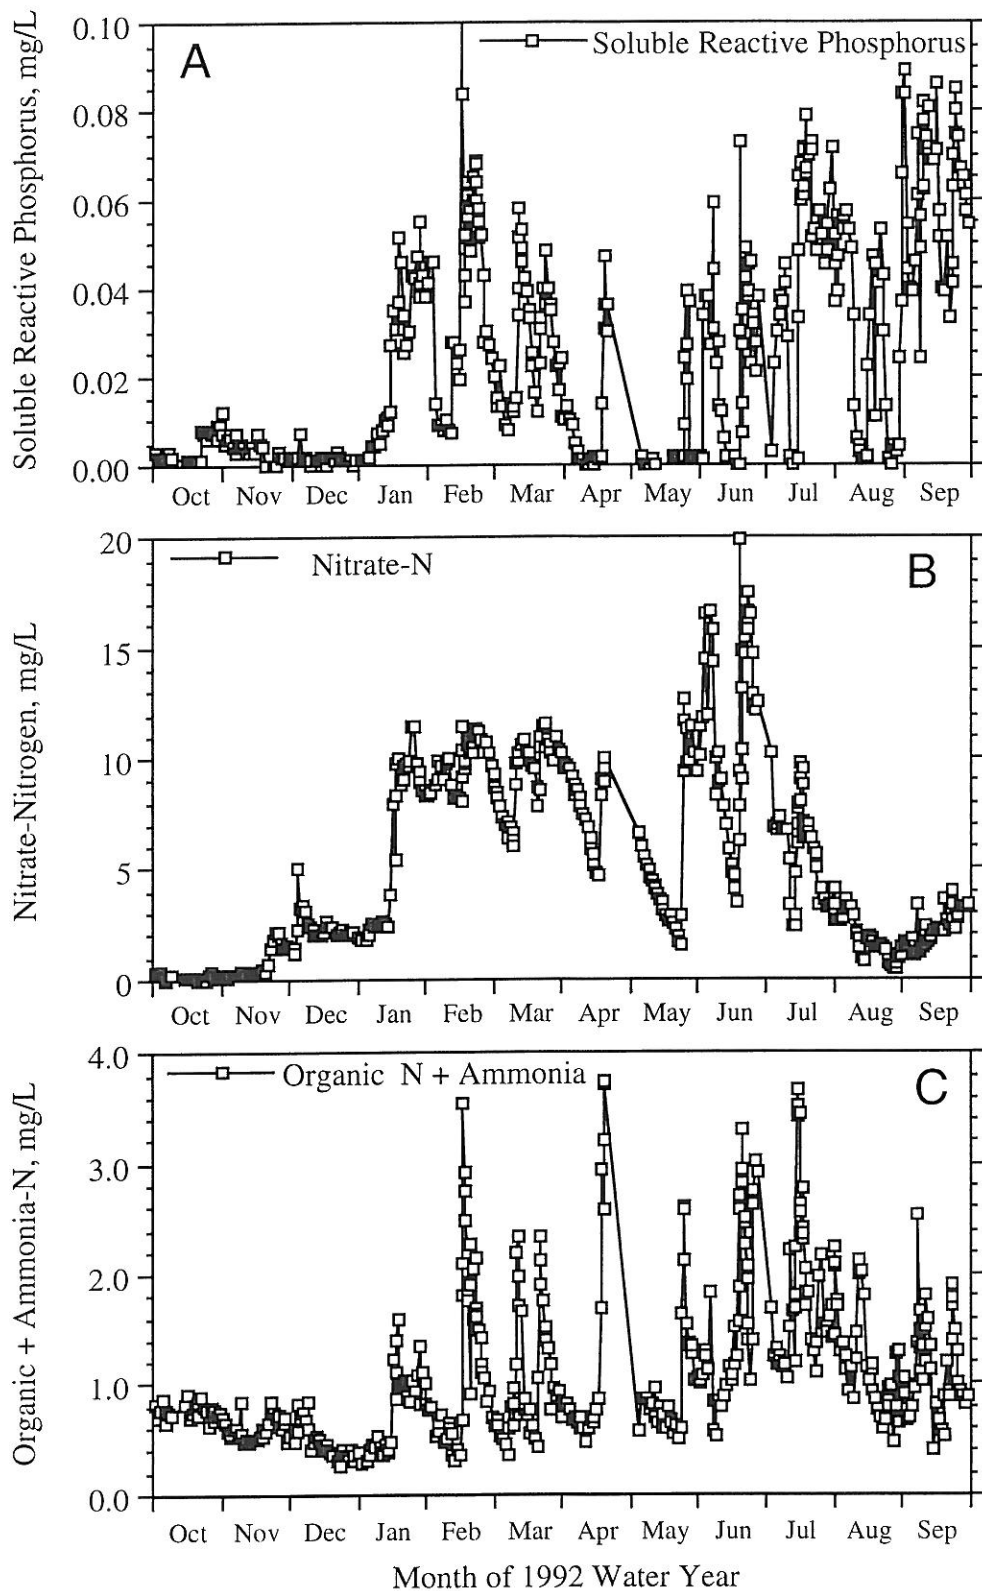 A
Soluble Reactive Phosphorus
Soluble Reactive Phosphorus, mg/L
0.10
0.08
0.06
0.04
0.02
0.00
Oct Nov Dec Jan Feb Mar Apr May Jun Jul Aug Sep
Nitrate-N
B
Nitrate-Nitrogen, mg/L
20
15
10
5
0
Oct Nov Dec Jan Feb Mar Apr May Jun Jul Aug Sep
Organic N + Ammonia
C
Organic + Ammonia-N, mg/L
4.0
3.0
2.0
1.0
0.0
Oct Nov Dec Jan Feb Mar Apr May Jun Jul Aug Sep
Month of 1992 Water Year